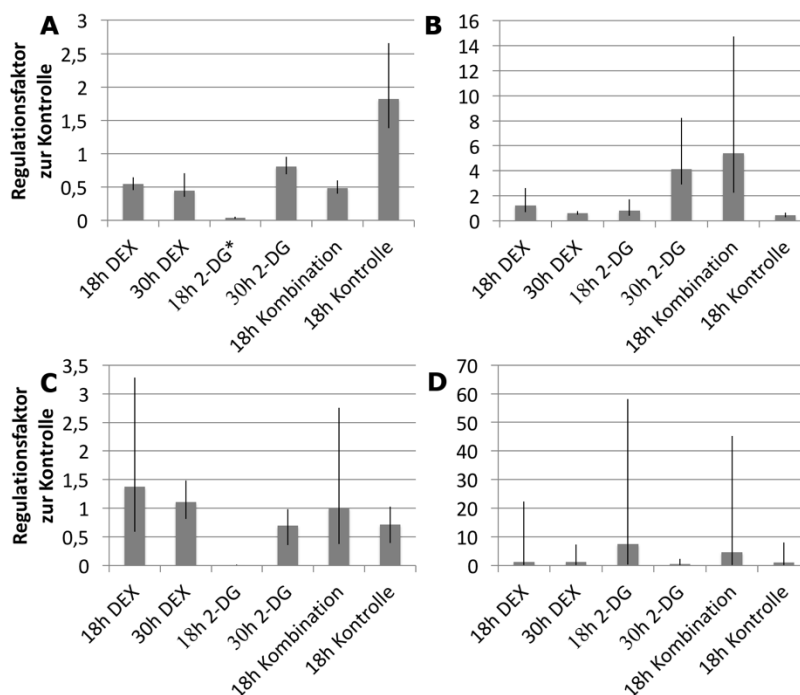 A
Regulationsfaktor
zur Kontrolle
3
2,5
2
1,5
1
0,5
0
18h DEX
30h DEX
18h 2-DG*
30h 2-DG
18h Kombination
18h Kontrolle
B
16
14
12
10
8
6
4
2
0
18h DEX
30h DEX
18h 2-DG
30h 2-DG
18h Kombination
18h Kontrolle
C
Regulationsfaktor
zur Kontrolle
3,5
3
2,5
2
1,5
1
0,5
0
18h DEX
30h DEX
18h 2-DG
30h 2-DG
18h Kombination
18h Kontrolle
D
70
60
50
40
30
20
10
0
18h DEX
30h DEX
18h 2-DG
30h 2-DG
18h Kombination
18h Kontrolle